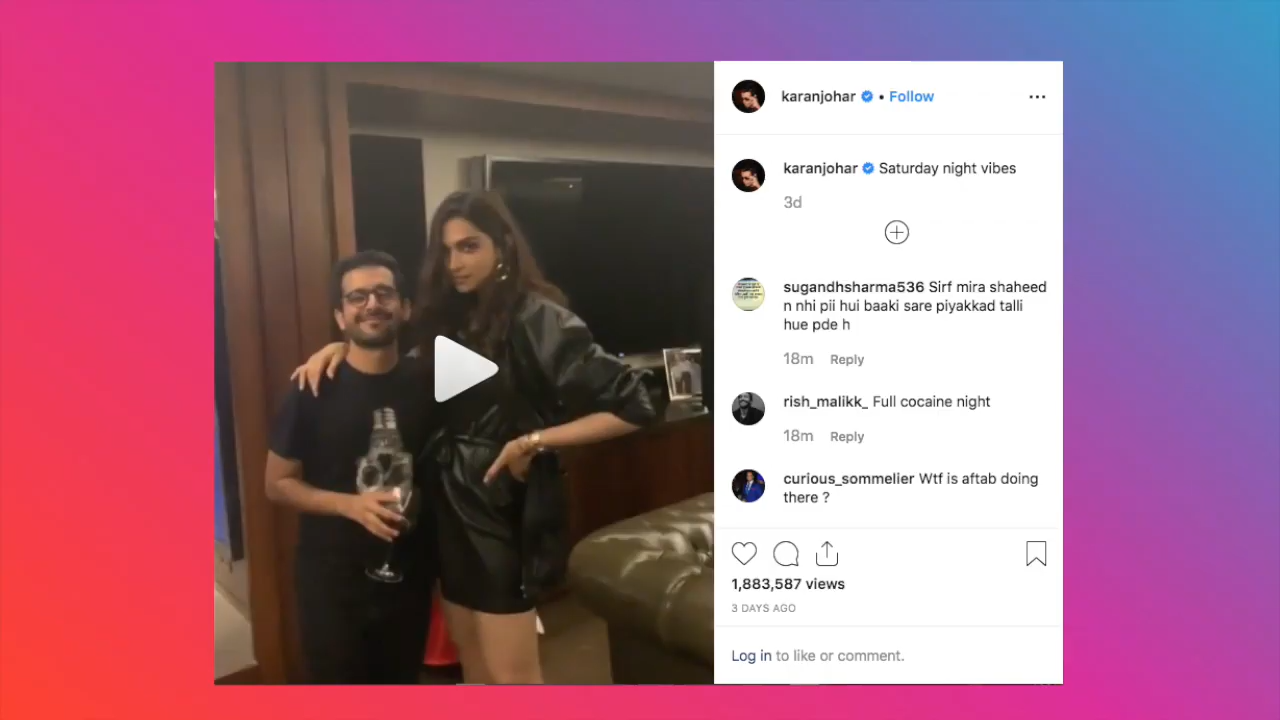 karanjohar • Follow
karanjohar Saturday night vibes
3d
sugandhsharma536 Sirf mira shaheed
n nhi pii hui baaki sare piyakkad talli
hue pde h
18m Reply
rish_malikk_ Full cocaine night
18m Reply
curious_sommelier Wtf is aftab doing
there ?
1,883,587 views
3 DAYS AGO
Log in to like or comment.